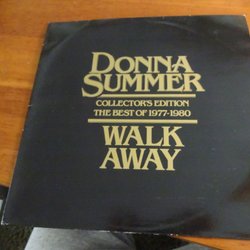 DONNA
SUMMER
COLLECTOR'S EDITION
THE BEST OF 1977-1980
WALK
AWAY